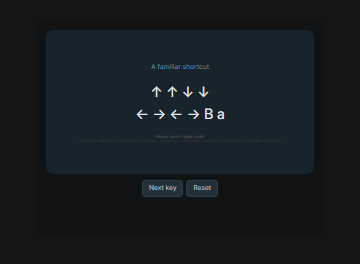 A familiar shortcut
↑ ↑ ↓ ↓
← → ← → B a
Next key
Reset